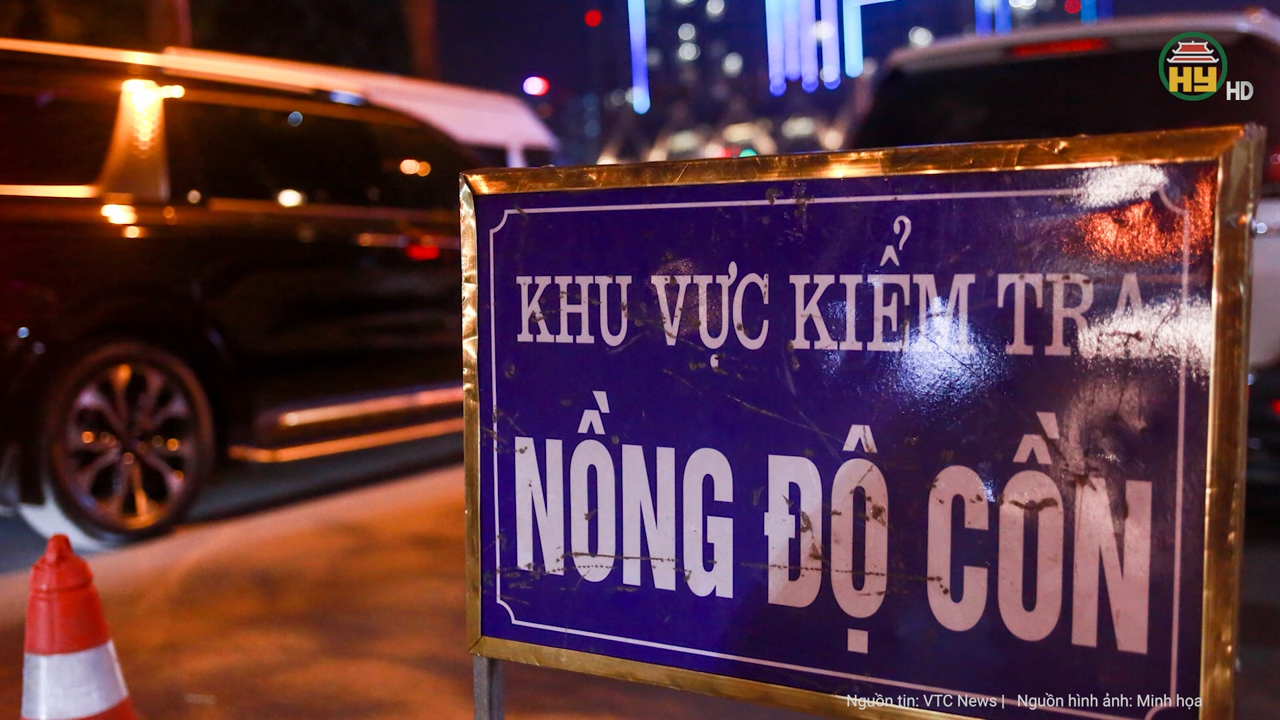 HY HD
KHU VỰC KIỂM TRA
NỒNG ĐỘ CỒN
Nguồn tin: VTC News | Nguồn hình ảnh: Minh họa